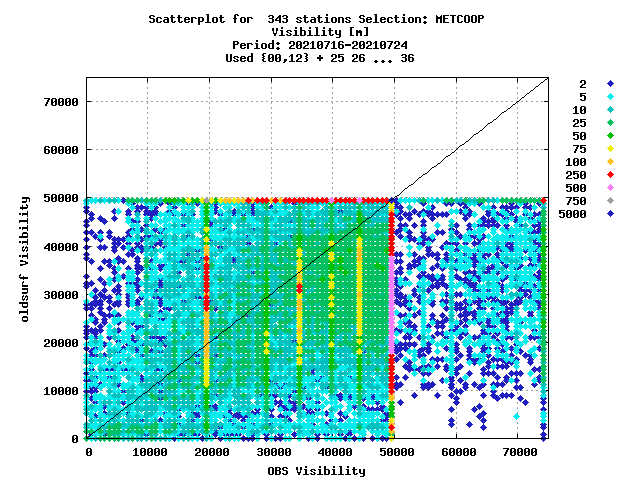 Scatterplot for  343 stations Selection: METCOOP
Visibility [m]
Period: 20210716-20210724
Used {00,12} + 25 26 ... 36
oldsurf Visibility
70000
60000
50000
40000
30000
20000
10000
0
0 10000 20000 30000 40000 50000 60000 70000
OBS Visibility
2
5
10
25
50
75
100
250
500
750
5000